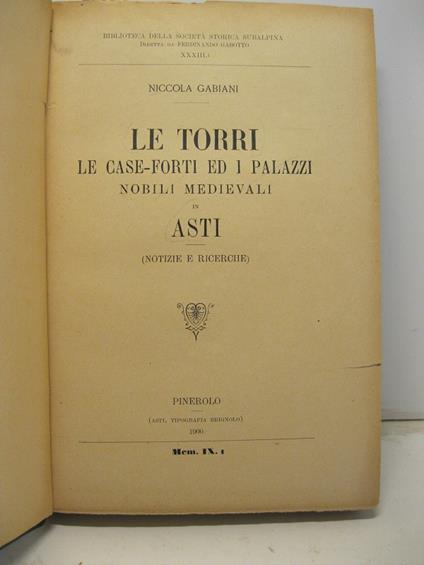 BIBLIOTECA DELLA SOCIETÀ STORICA SUBALPINA
DIRETTA DA FERDINANDO GABOTTO
XXXIII.1
NICCOLA GABIANI
LE TORRI
LE CASE-FORTI ED I PALAZZI
NOBILI MEDIEVALI
IN
ASTI
(NOTIZIE E RICERCHE)
PINEROLO
(ASTI, TIPOGRAFIA BRIGNOLO)
1906.
Mem. IX. 1